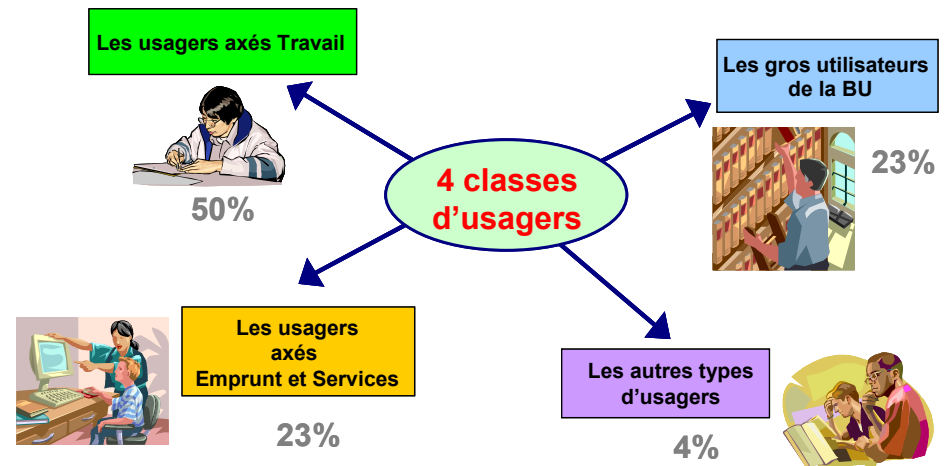 Les usagers axés Travail
50%
Les gros utilisateurs
de la BU
23%
4 classes
d’usagers
Les usagers
axés
Emprunt et Services
23%
Les autres types
d’usagers
4%